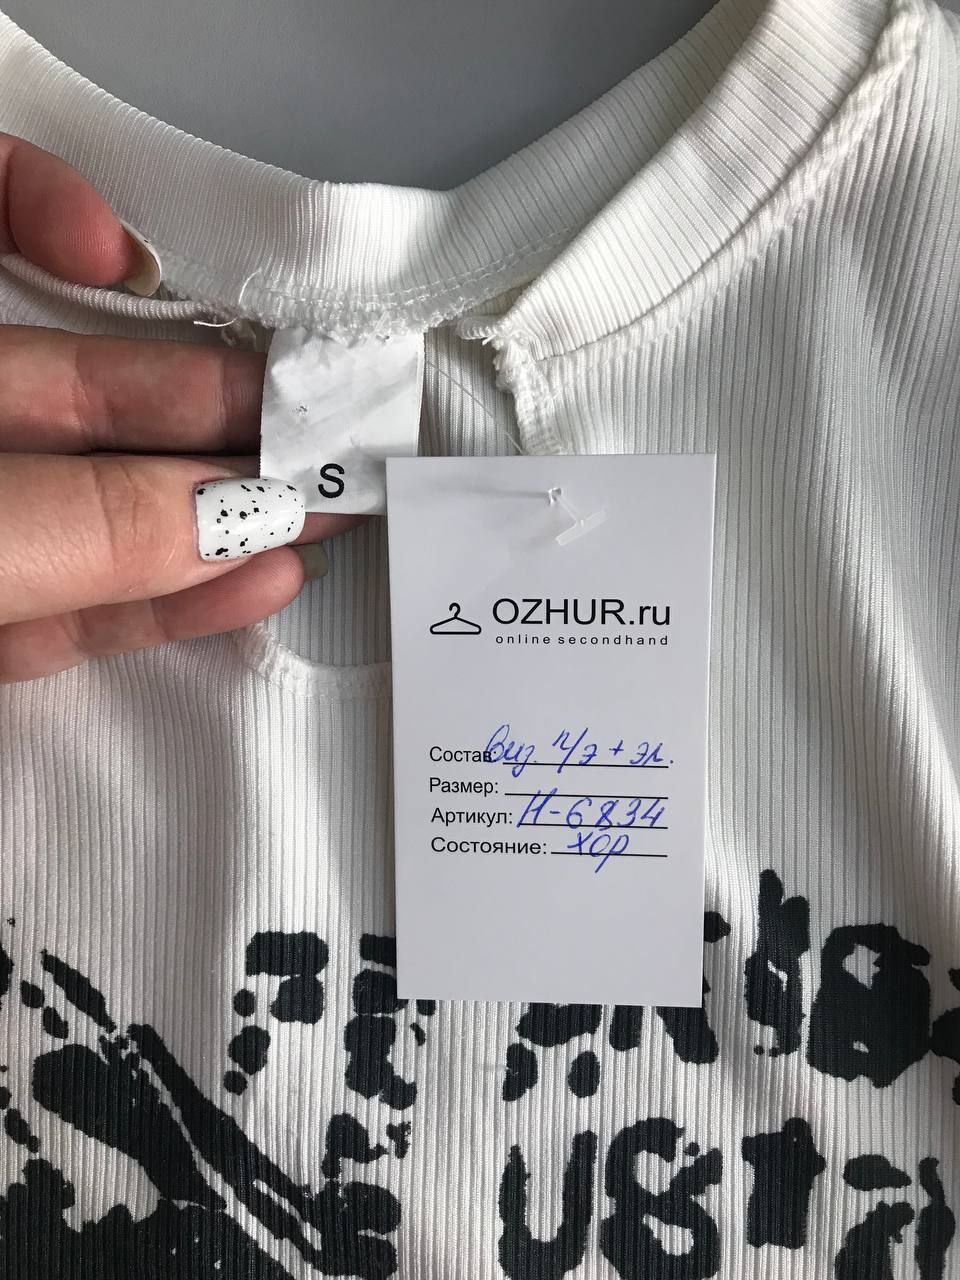 S
OZHUR.ru
online secondhand
Состав: виз. п/э + эл.
Размер:
Артикул: Н-6834
Состояние: хор